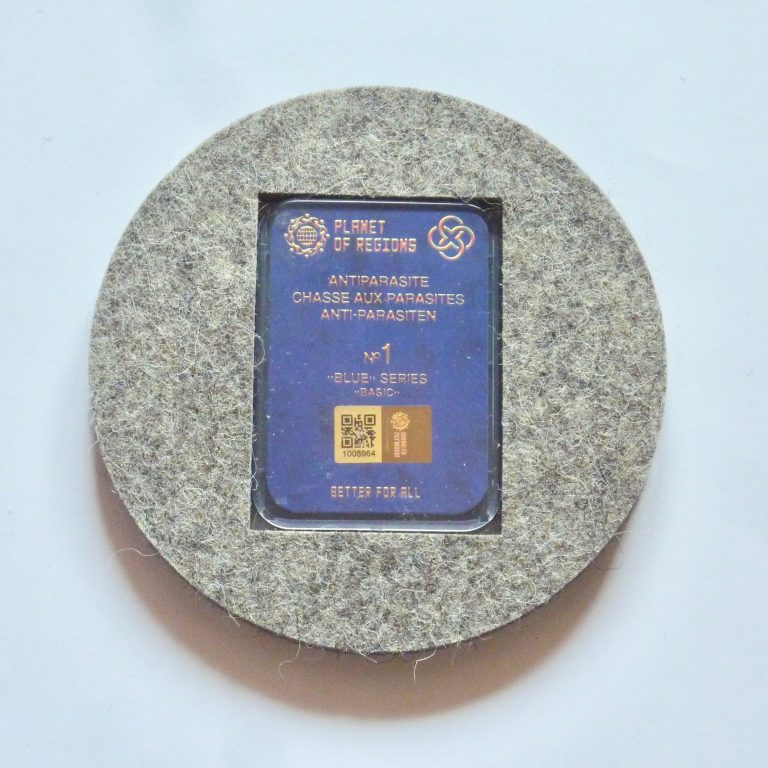 PLANET
OF REGIONS
ANTIPARASITE
CHASSE AUX PARASITES
ANTI-PARASITEN
Nº1
"BLUE" SERIES
"BASIC"
1005964
BETTER FOR ALL